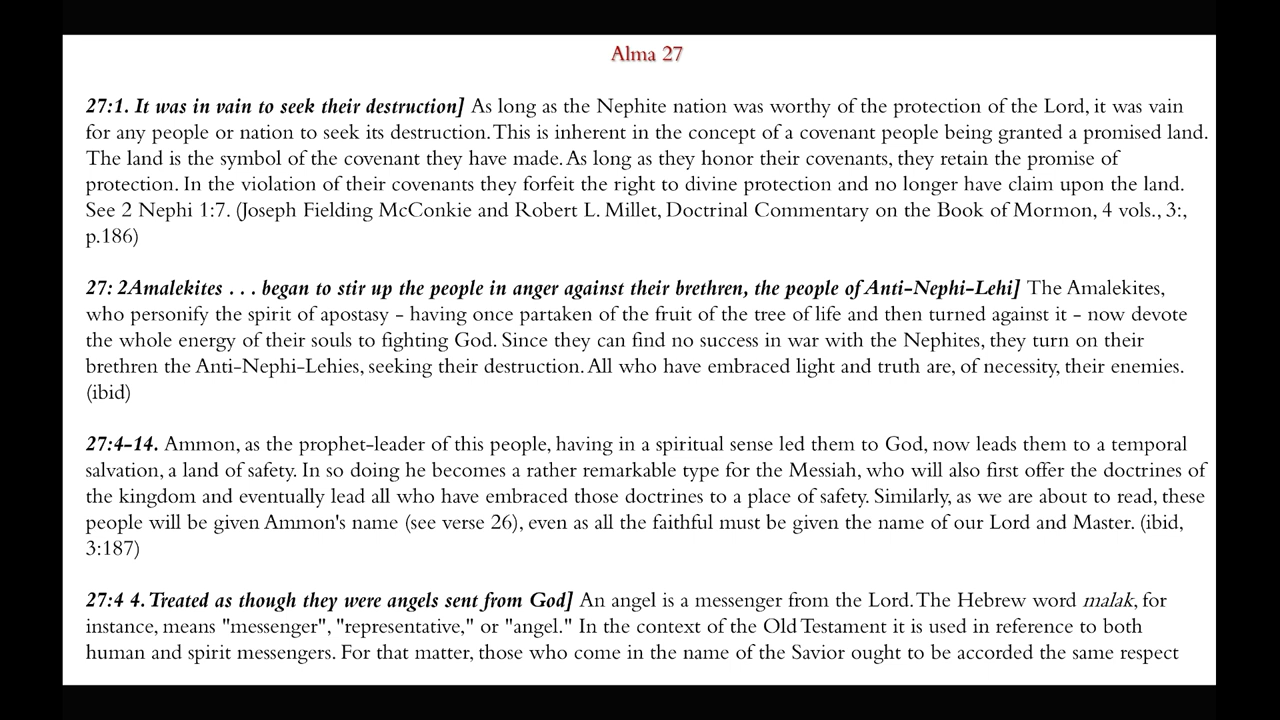 Alma 27
27:1. It was in vain to seek their destruction] As long as the Nephite nation was worthy of the protection of the Lord, it was vain
for any people or nation to seek its destruction. This is inherent in the concept of a covenant people being granted a promised land.
The land is the symbol of the covenant they have made. As long as they honor their covenants, they retain the promise of
protection. In the violation of their covenants they forfeit the right to divine protection and no longer have claim upon the land.
See 2 Nephi 1:7. (Joseph Fielding McConkie and Robert L. Millet, Doctrinal Commentary on the Book of Mormon, 4 vols., 3:,
p.186)
27: 2Amalekites . . . began to stir up the people in anger against their brethren, the people of Anti-Nephi-Lehi] The Amalekites,
who personify the spirit of apostasy - having once partaken of the fruit of the tree of life and then turned against it - now devote
the whole energy of their souls to fighting God. Since they can find no success in war with the Nephites, they turn on their
brethren the Anti-Nephi-Lehies, seeking their destruction. All who have embraced light and truth are, of necessity, their enemies.
(ibid)
27:4-14. Ammon, as the prophet-leader of this people, having in a spiritual sense led them to God, now leads them to a temporal
salvation, a land of safety. In so doing he becomes a rather remarkable type for the Messiah, who will also first offer the doctrines of
the kingdom and eventually lead all who have embraced those doctrines to a place of safety. Similarly, as we are about to read, these
people will be given Ammon's name (see verse 26), even as all the faithful must be given the name of our Lord and Master. (ibid,
3:187)
27:4 4. Treated as though they were angels sent from God] An angel is a messenger from the Lord. The Hebrew word malak, for
instance, means "messenger", "representative," or "angel." In the context of the Old Testament it is used in reference to both
human and spirit messengers. For that matter, those who come in the name of the Savior ought to be accorded the same respect